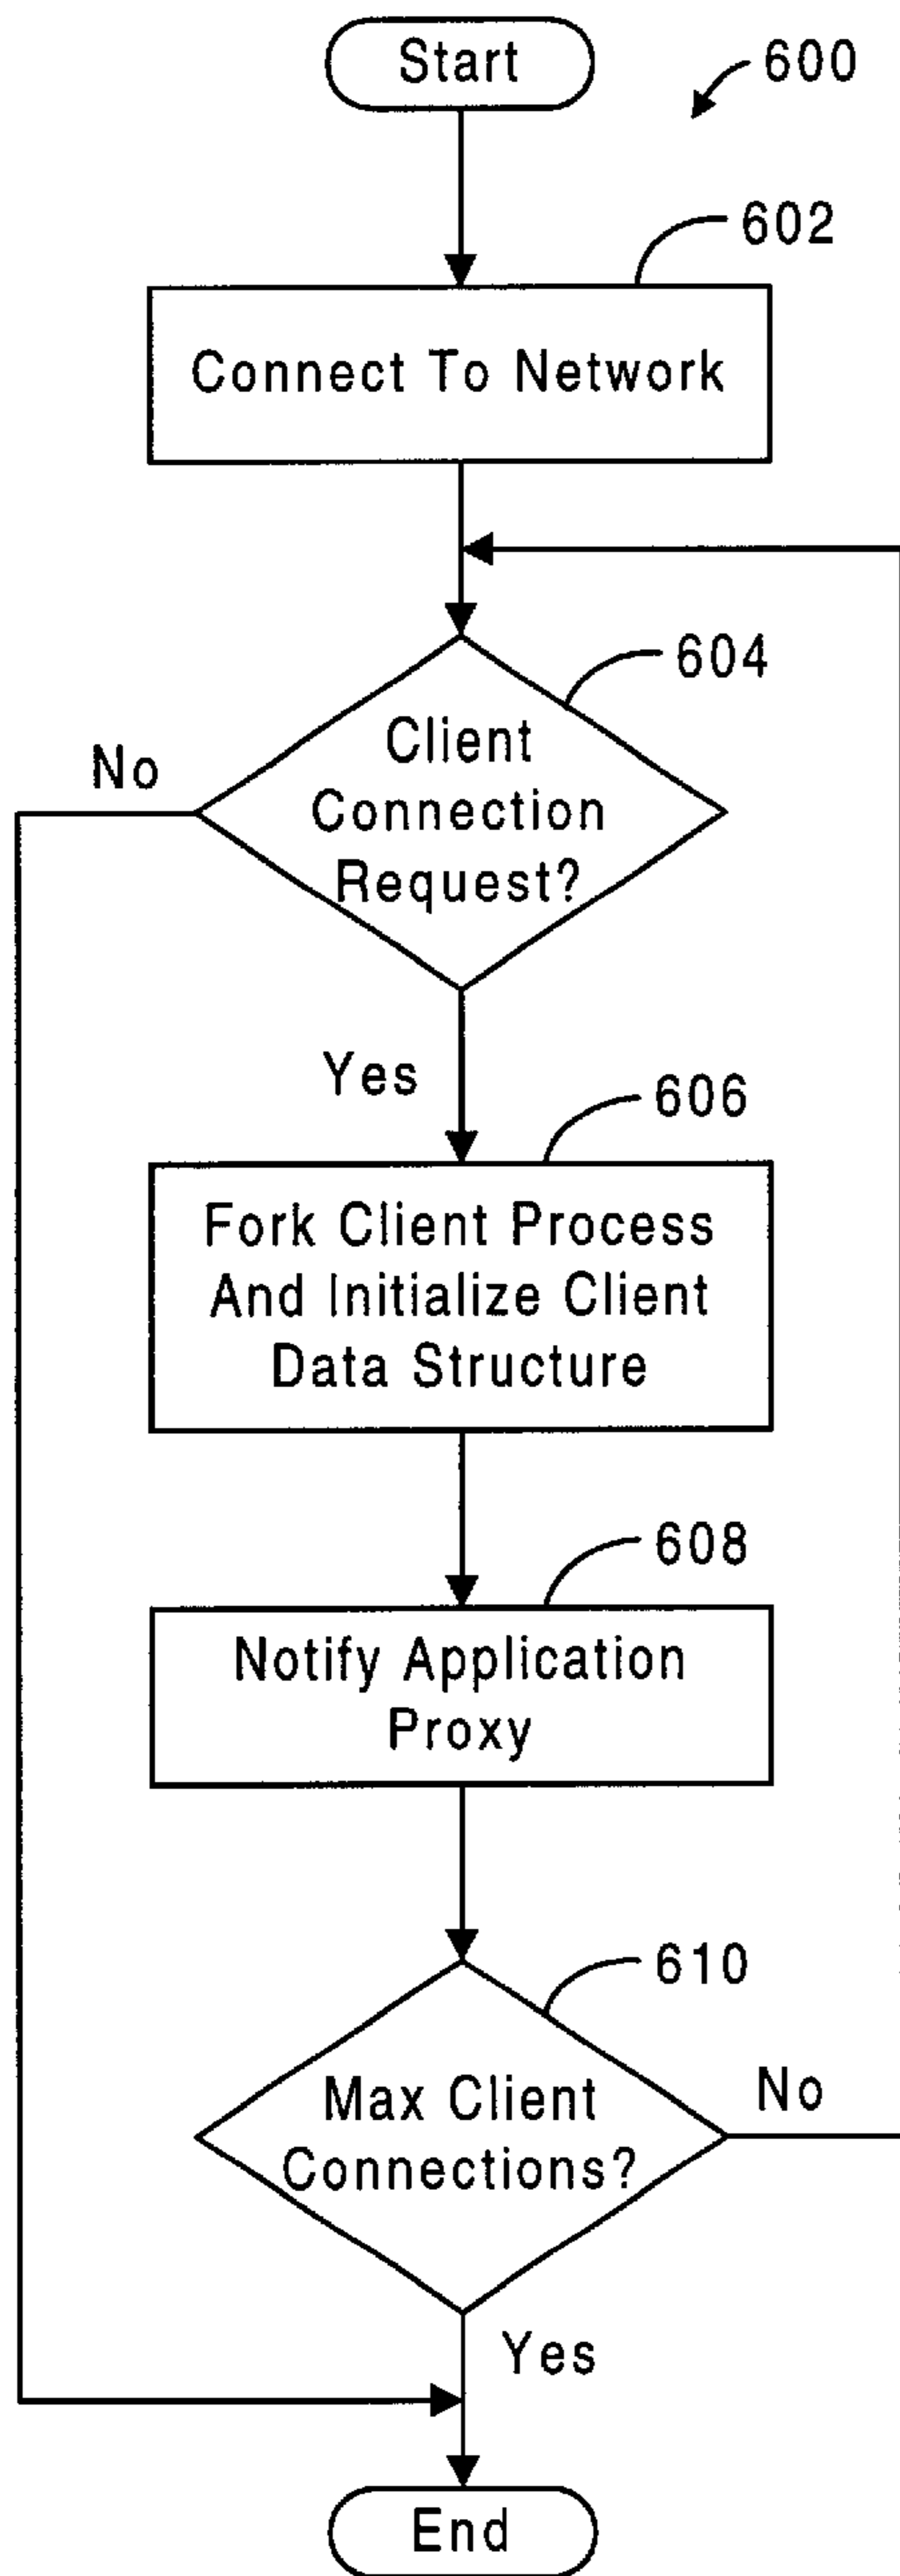 Start
600
602
Connect To Network
604
Client
Connection
Request?
No
Yes
606
Fork Client Process
And Initialize Client
Data Structure
608
Notify Application
Proxy
610
Max Client
Connections?
No
Yes
End